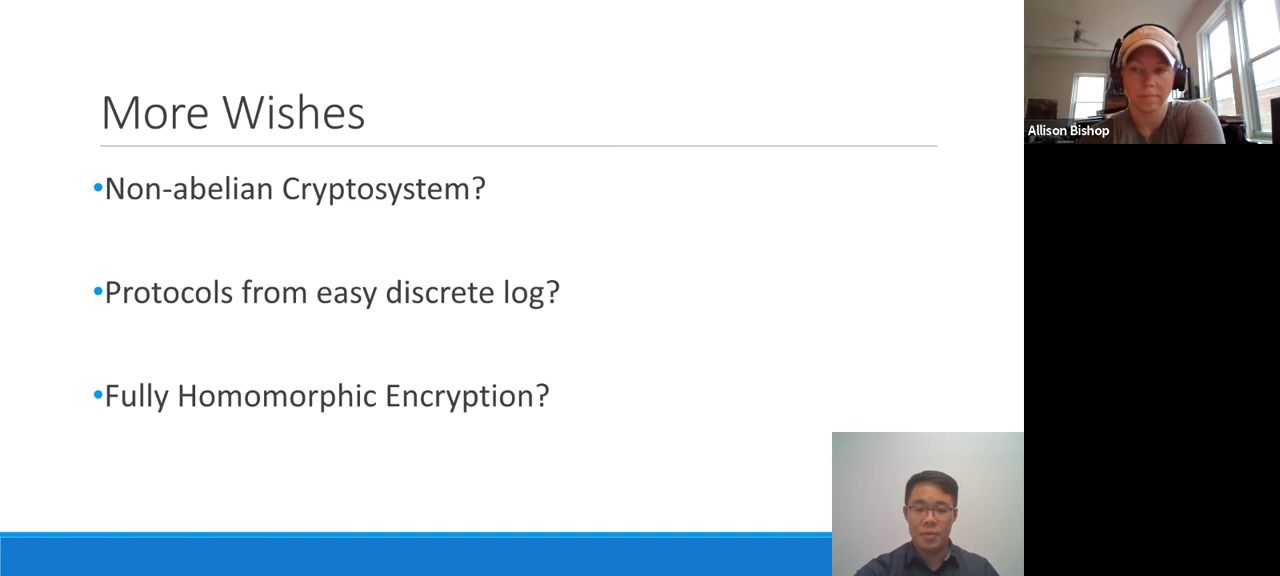 More Wishes
•Non-abelian Cryptosystem?
•Protocols from easy discrete log?
•Fully Homomorphic Encryption?
Allison Bishop